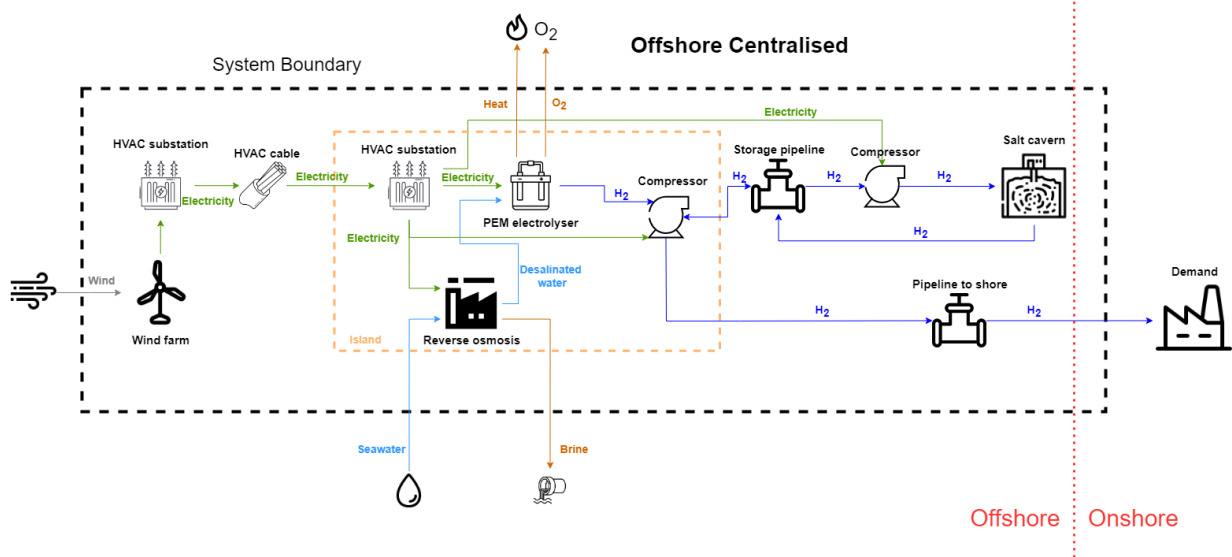 O2
Offshore Centralised
System Boundary
Heat
O2
Electricity
HVAC substation
HVAC cable
HVAC substation
Storage pipeline
Compressor
Salt cavern
Electricity
Electricity
Electricity
H2
Compressor
H2
H2
H2
PEM electrolyser
Electricity
H2
Desalinated
water
Wind
Pipeline to shore
Demand
H2
H2
Wind farm
Island
Reverse osmosis
Seawater
Brine
Offshore
Onshore